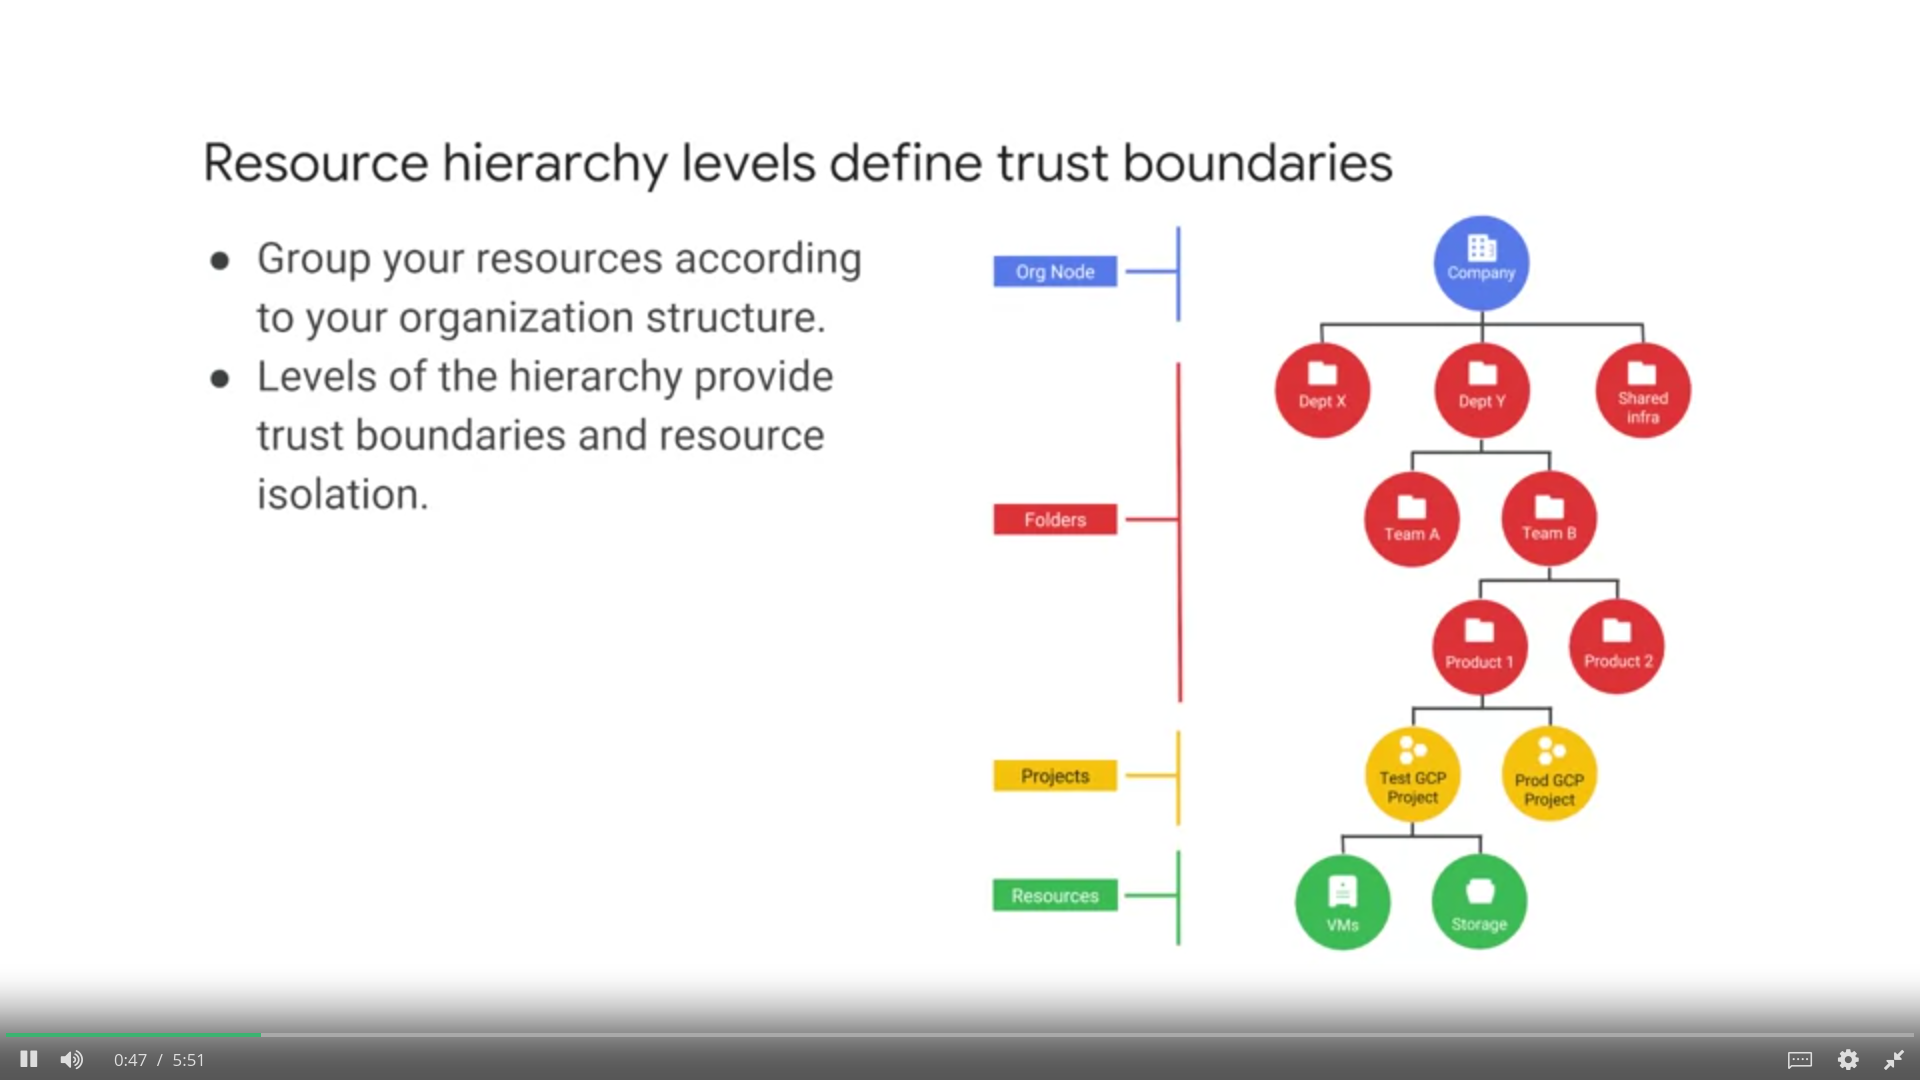 Resource hierarchy levels define trust boundaries
● Group your resources according
to your organization structure.
● Levels of the hierarchy provide
trust boundaries and resource
isolation.
Org Node
Company
Folders
Dept X
Dept Y
Shared
infra
Team A
Team B
Product 1
Product 2
Projects
Test GCP
Project
Prod GCP
Project
Resources
VMs
Storage
0:47 / 5:51